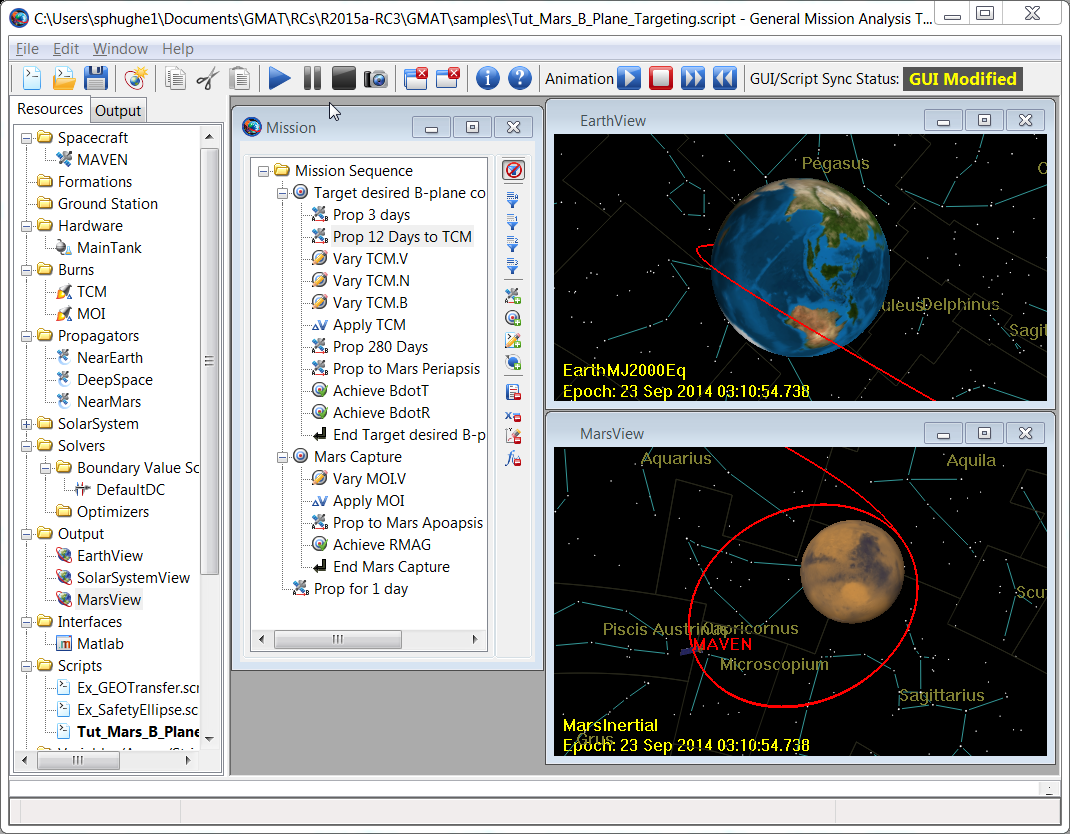 C:\Users\sphughe1\Documents\GMAT\RCs\R2015a-RC3\GMAT\samples\Tut_Mars_B_Plane_Targeting.script - General Mission Analysis T...
File Edit Window Help
Animation
GUI/Script Sync Status: GUI Modified
Resources Output
Spacecraft
MAVEN
Formations
Ground Station
Hardware
MainTank
Burns
TCM
MOI
Propagators
NearEarth
DeepSpace
NearMars
SolarSystem
Solvers
Boundary Value Sc
DefaultDC
Optimizers
Output
EarthView
SolarSystemView
MarsView
Interfaces
Matlab
Scripts
Ex_GEOTransfer.scr
Ex_SafetyEllipse.sc
Tut_Mars_B_Plane
Mission
Mission Sequence
Target desired B-plane co
Prop 3 days
Prop 12 Days to TCM
Vary TCM.V
Vary TCM.N
Vary TCM.B
Apply TCM
Prop 280 Days
Prop to Mars Periapsis
Achieve BdotT
Achieve BdotR
End Target desired B-p
Mars Capture
Vary MOI.V
Apply MOI
Prop to Mars Apoapsis
Achieve RMAG
End Mars Capture
Prop for 1 day
EarthView
Pegasus
uleus
Delphinus
Sagit
EarthMJ2000Eq
Epoch: 23 Sep 2014 03:10:54.738
MarsView
Aquarius
Aquila
Scu
Piscis Austrinus
Capricornus
MAVEN
Microscopium
Sagittarius
MarsInertial
Grus
Epoch: 23 Sep 2014 03:10:54.738